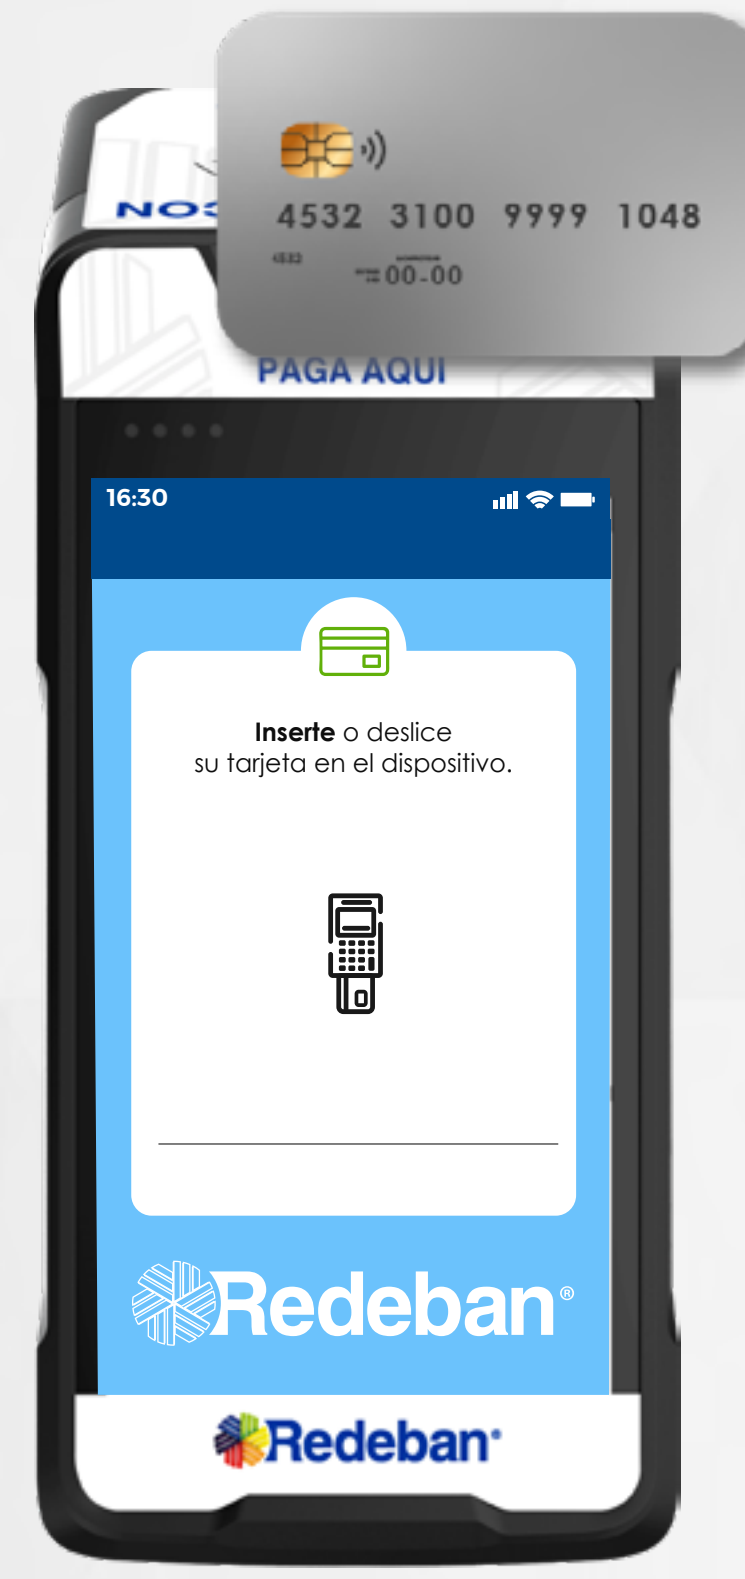 4532 3100 9999 1048
4532
00-00
PAGA AQUI
16:30
Inserte o deslice
su tarjeta en el dispositivo.
Redeban®
Redeban